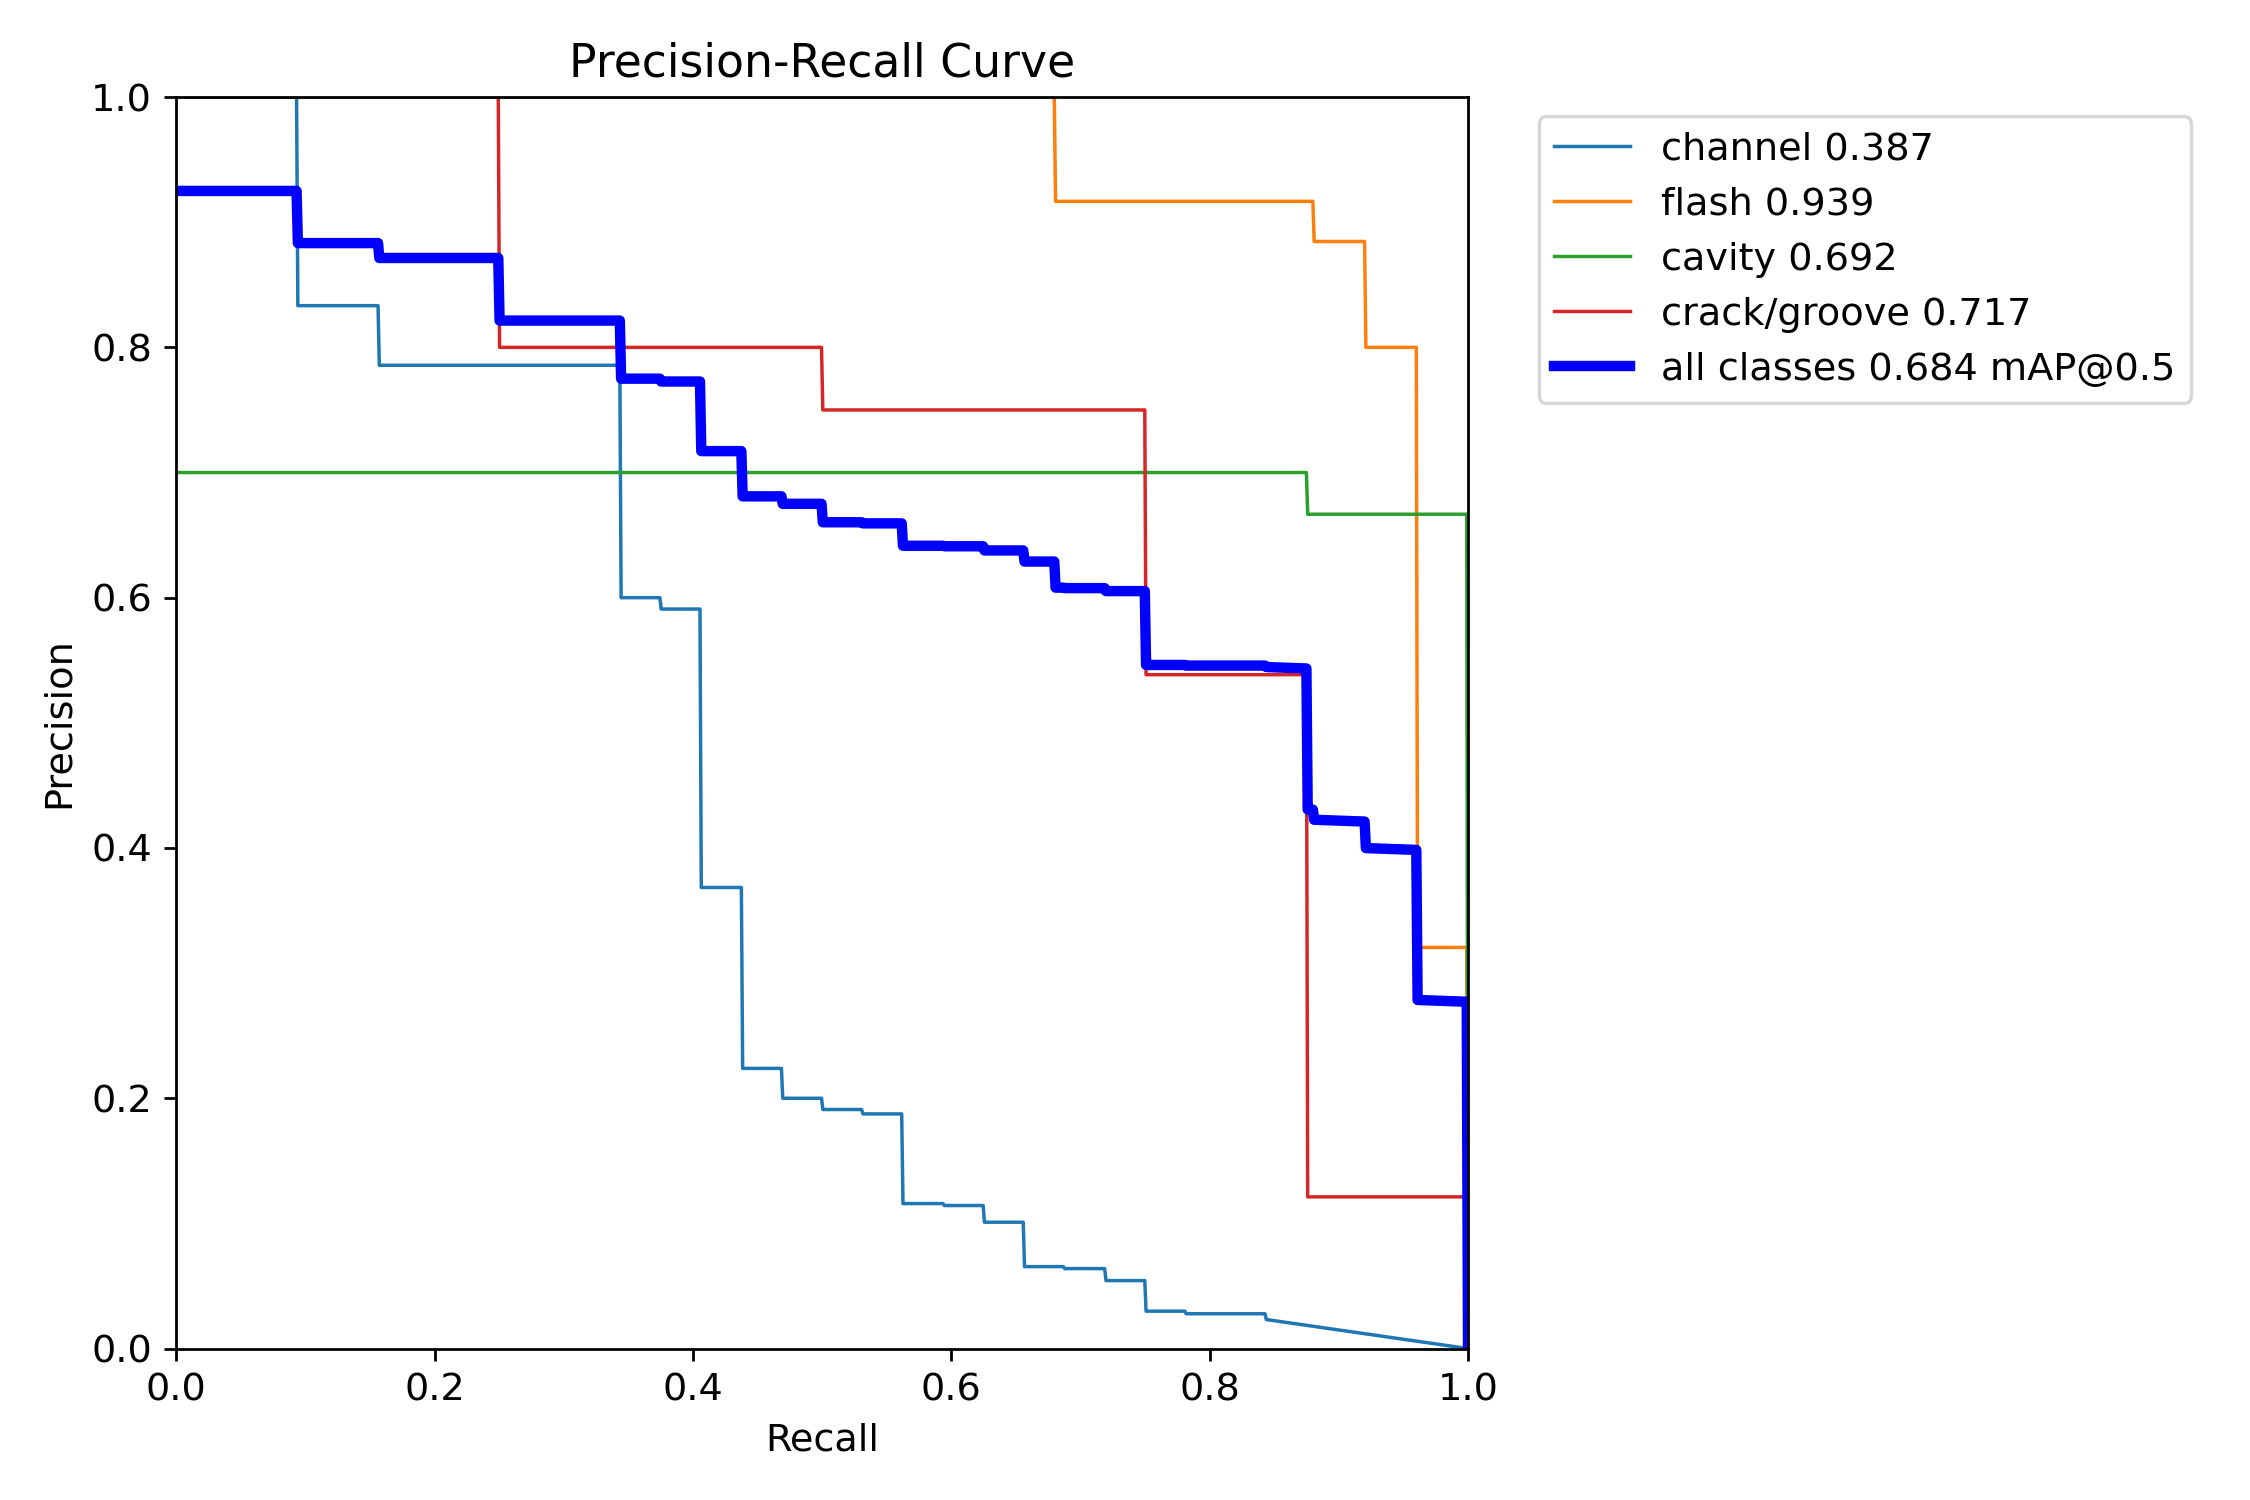 Precision-Recall Curve
1.0
0.8
0.6
0.4
0.2
0.0
Precision
0.0 0.2 0.4 0.6 0.8 1.0
Recall
channel 0.387
flash 0.939
cavity 0.692
crack/groove 0.717
all classes 0.684 mAP@0.5